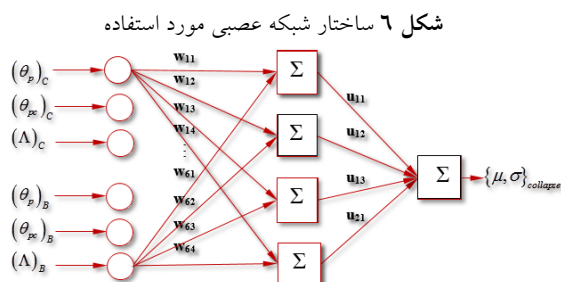 شکل ٦ ساختار شبکه عصبی مورد استفاده
(θp)C
(θpc)C
(Λ)C
(θp)B
(θpc)B
(Λ)B
w11
w12
w13
w14
⋮
w61
w62
w63
w64
Σ
Σ
Σ
Σ
u11
u12
u13
u21
Σ
{μ,σ}collapse